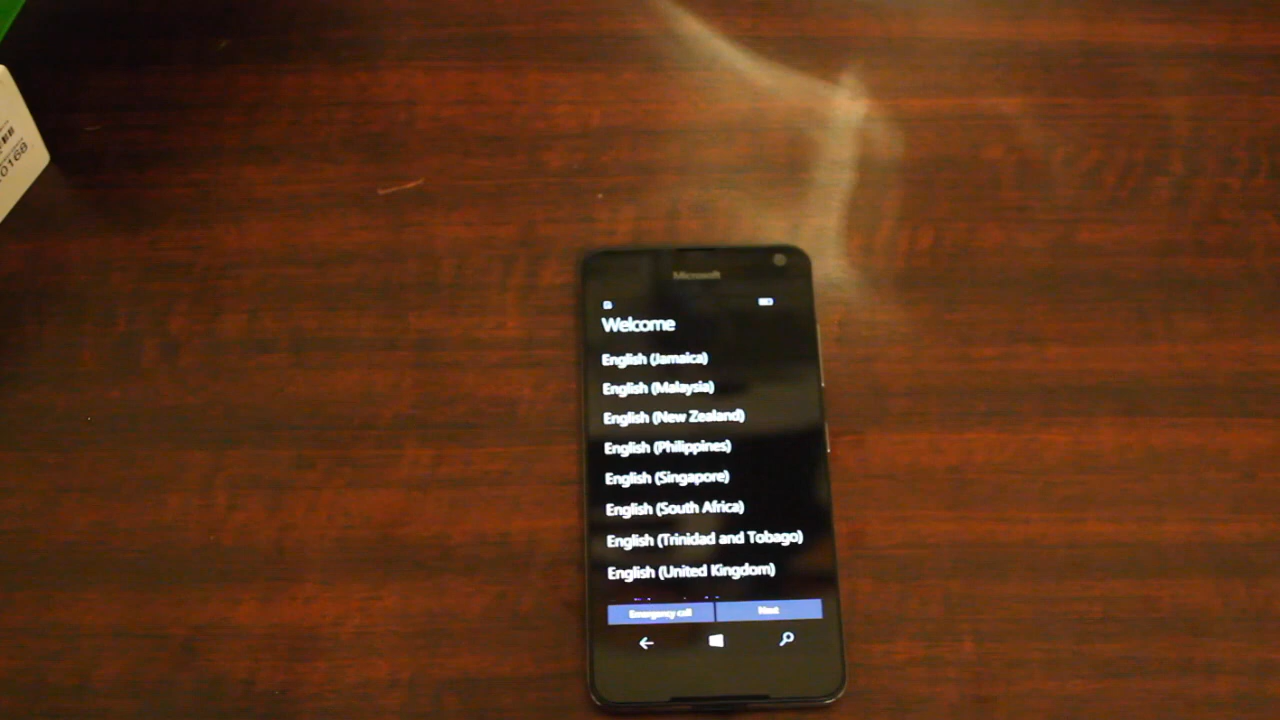 0168
Microsoft
Welcome
English (Jamaica)
English (Malaysia)
English (New Zealand)
English (Philippines)
English (Singapore)
English (South Africa)
English (Trinidad and Tobago)
English (United Kingdom)
Emergency call
Next